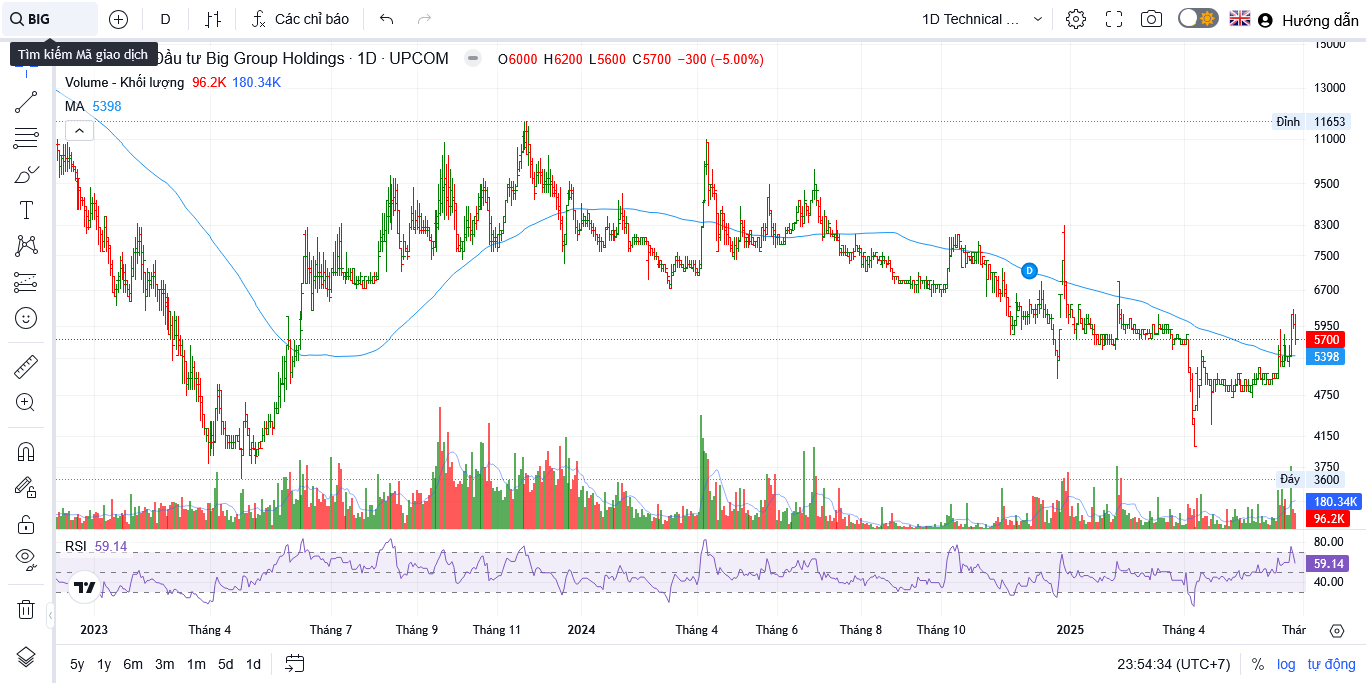 BIG
D
Các chỉ báo
1D Technical ...
Hướng dẫn
Tìm kiếm Mã giao dịch
Đầu tư Big Group Holdings · 1D · UPCOM
O6000 H6200 L5600 C5700 −300 (−5.00%)
Volume - Khối lượng 96.2K 180.34K
MA 5398
15000
13000
Đỉnh 11653
11000
9500
8300
7500
D
6700
5950
5700
5398
4750
4150
3750
Đáy 3600
180.34K
96.2K
RSI 59.14
80.00
59.14
40.00
2023 Tháng 4 Tháng 7 Tháng 9 Tháng 11 2024 Tháng 4 Tháng 6 Tháng 8 Tháng 10 2025 Tháng 4 Thár
5y 1y 6m 3m 1m 5d 1d
23:54:34 (UTC+7) % log tự động